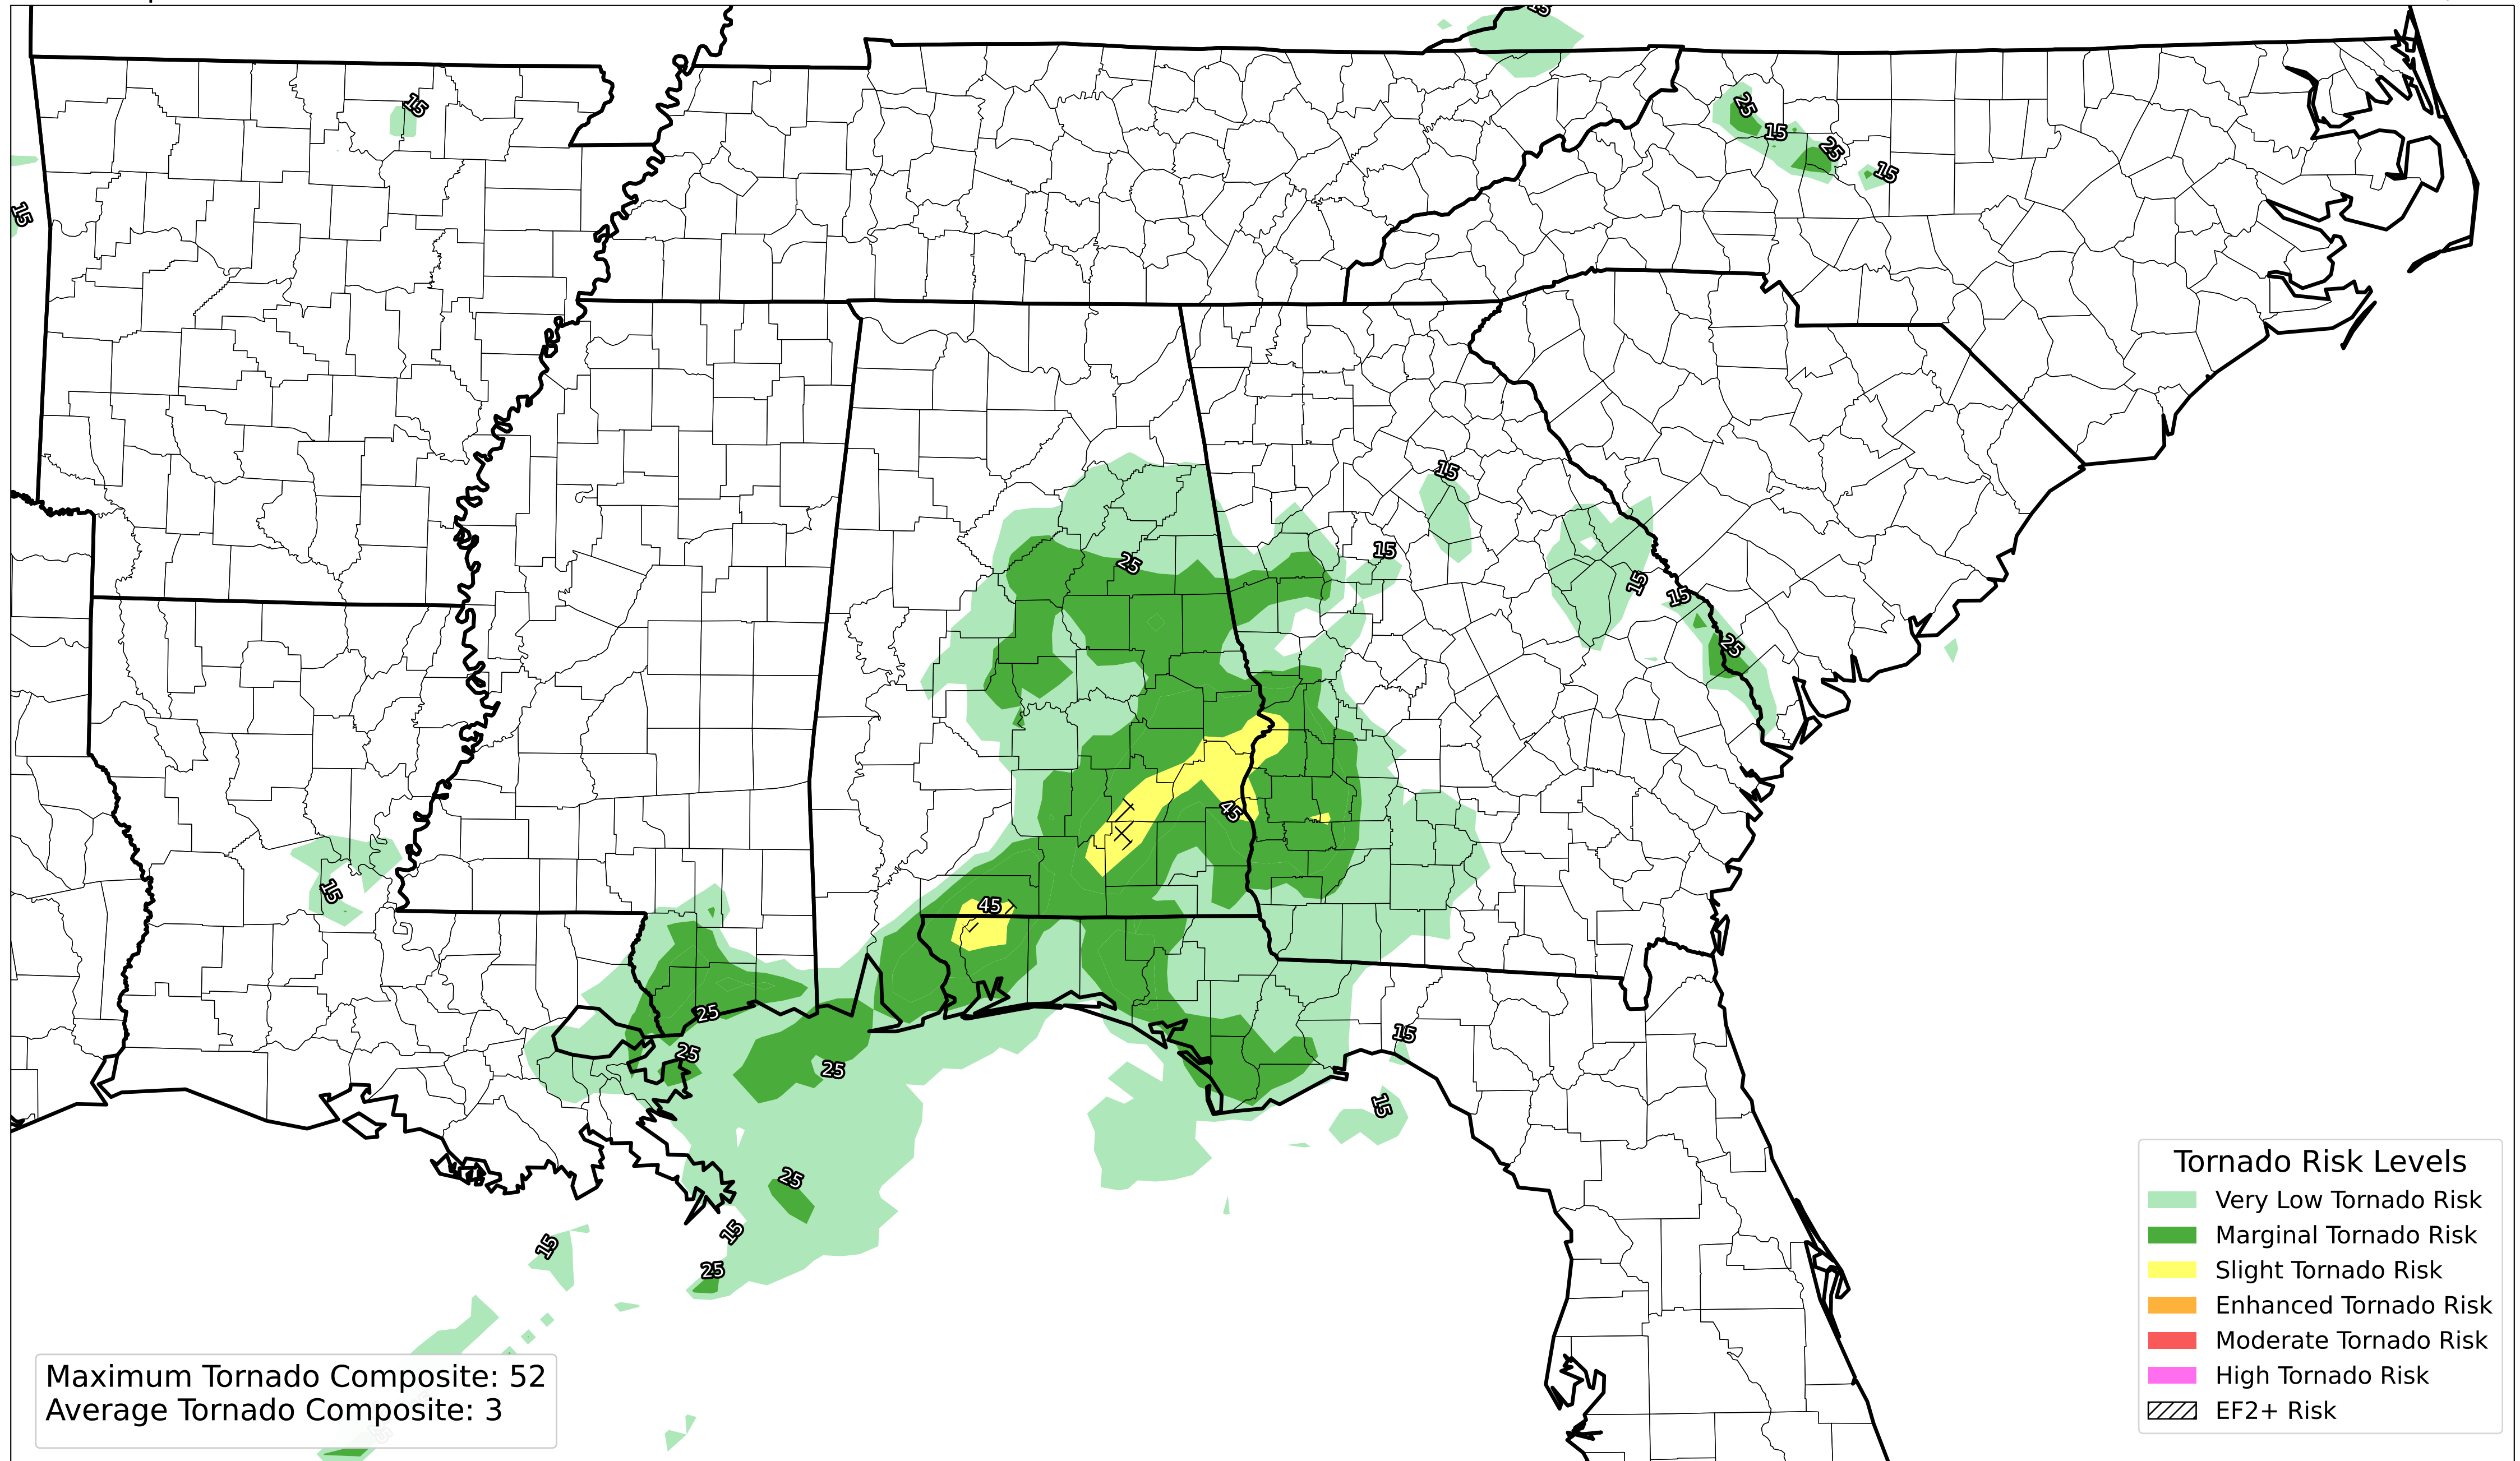 15
15
25
15
25
15
15
15
25
15
15
15
25
45
15
45
25
15
25
25
15
25
15
15
25
Tornado Risk Levels
Very Low Tornado Risk
Marginal Tornado Risk
Slight Tornado Risk
Enhanced Tornado Risk
Moderate Tornado Risk
High Tornado Risk
EF2+ Risk
Maximum Tornado Composite: 52
Average Tornado Composite: 3